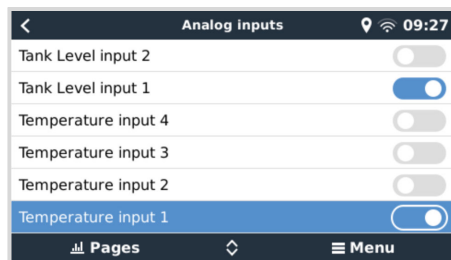 Analog inputs 09:27
Tank Level input 2
Tank Level input 1
Temperature input 4
Temperature input 3
Temperature input 2
Temperature input 1
Pages Menu